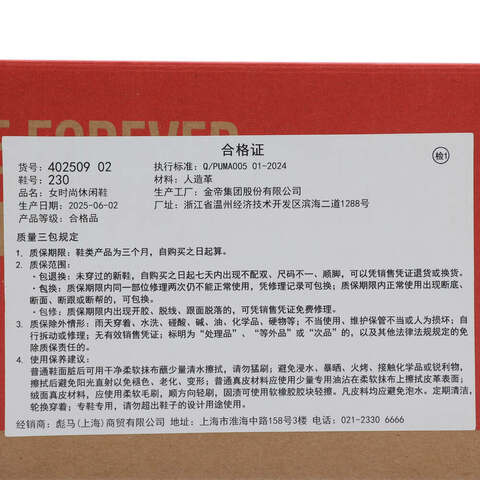 FOREVER
合格证
检1
货号: 402509 02
执行标准: Q/PUMA005 01-2024
鞋号: 230
材料: 人造革
品名: 女时尚休闲鞋
生产工厂: 金帝集团股份有限公司
生产日期: 2025-06-02
厂址: 浙江省温州经济技术开发区滨海二道1288号
产品等级: 合格品
质量三包规定
1. 质保期限: 鞋类产品为三个月, 自购买之日起算。
2. 质保范围:
· 包退换: 未穿过的新鞋, 自购买之日起七天内出现不配双、尺码不一、顺脚, 可以凭销售凭证退货或换货。
· 包换: 质保期限内同一部位修理两次仍不能正常使用, 凭修理记录可包换; 质保期限内正常使用出现断底、
断面、断跟或断帮的, 可包换。
· 包修: 质保期限内出现开胶、脱线、跟面脱落的, 可凭销售凭证免费修理。
3. 质保除外情形: 雨天穿着、水洗、碰酸、碱、油、化学品、硬物等; 不当使用、维护保管不当或人为损坏; 自
行拆动或修理; 无有效销售凭证; 标明为“处理品”、“等外品”或“次品”的, 以及其他法律法规规定的免
除质保责任的。
4. 使用保养建议:
普通鞋面脏后可用干净柔软抹布蘸少量清水擦拭, 请勿猛刷; 避免浸水、暴晒、火烤、接触化学品或锐利物,
擦拭后避免阳光直射以免褪色、老化、变形; 普通真皮材料应使用少量专用油沾在柔软抹布上擦拭皮革表面;
绒面真皮材料, 应使用软毛刷, 顺方向轻刷, 固渍可使用软橡胶胶块轻擦。凡是真皮材料应避免泡水。定期清洁,
轮换穿着; 专鞋专用, 请勿超出鞋子的设计用途使用。
经销商: 彪马(上海)商贸有限公司 地址: 上海市淮海中路158号3楼 电话: 021-2330 6666